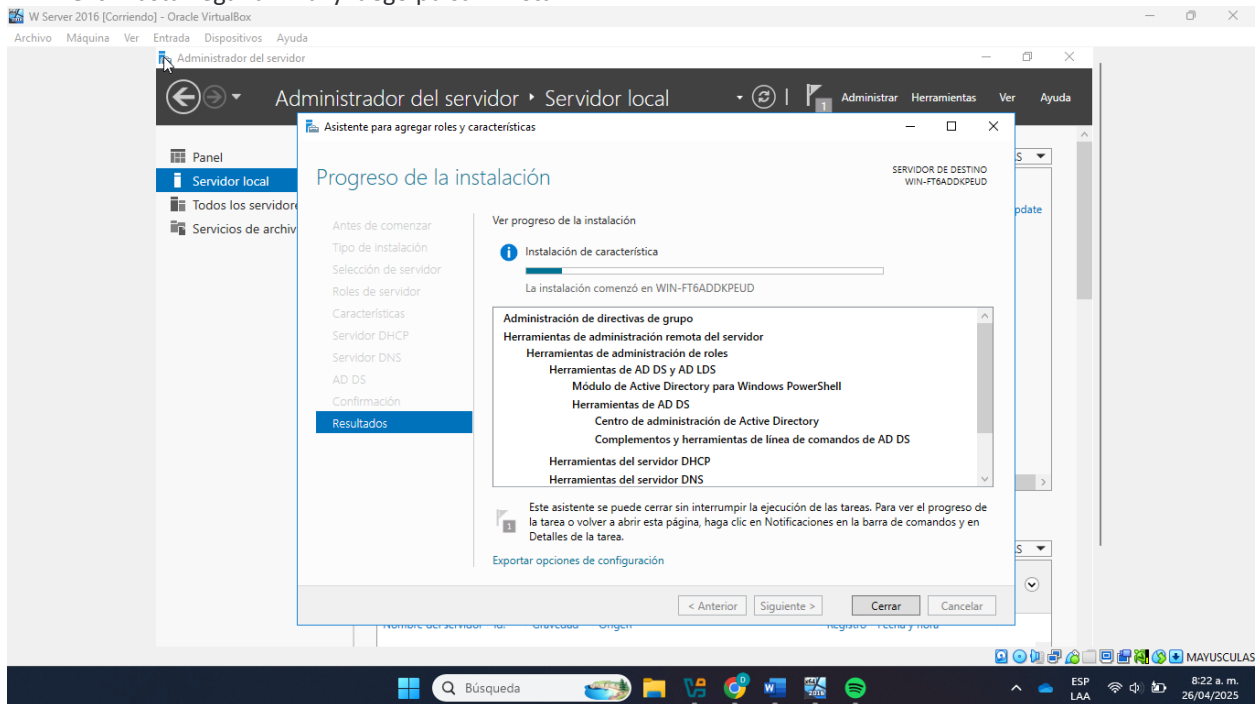 W Server 2016 [Corriendo] - Oracle VirtualBox
Archivo Máquina Ver Entrada Dispositivos Ayuda
Administrador del servidor
Administrador del servidor Servidor local
1
Administrar Herramientas Ver Ayuda
Asistente para agregar roles y características
Panel
Servidor local
Todos los servidore
Servicios de archiv
Progreso de la instalación
SERVIDOR DE DESTINO
WIN-FT6ADDKPEUD
Antes de comenzar
Tipo de instalación
Selección de servidor
Roles de servidor
Características
Servidor DHCP
Servidor DNS
AD DS
Confirmación
Resultados
Ver progreso de la instalación
Instalación de característica
La instalación comenzó en WIN-FT6ADDKPEUD
Administración de directivas de grupo
Herramientas de administración remota del servidor
Herramientas de administración de roles
Herramientas de AD DS y AD LDS
Módulo de Active Directory para Windows PowerShell
Herramientas de AD DS
Centro de administración de Active Directory
Complementos y herramientas de línea de comandos de AD DS
Herramientas del servidor DHCP
Herramientas del servidor DNS
1
Este asistente se puede cerrar sin interrumpir la ejecución de las tareas. Para ver el progreso de
la tarea o volver a abrir esta página, haga clic en Notificaciones en la barra de comandos y en
Detalles de la tarea.
Exportar opciones de configuración
< Anterior Siguiente > Cerrar Cancelar
S
pdate
S
MAYUSCULAS
Búsqueda
ESP
LAA
8:22 a. m.
26/04/2025